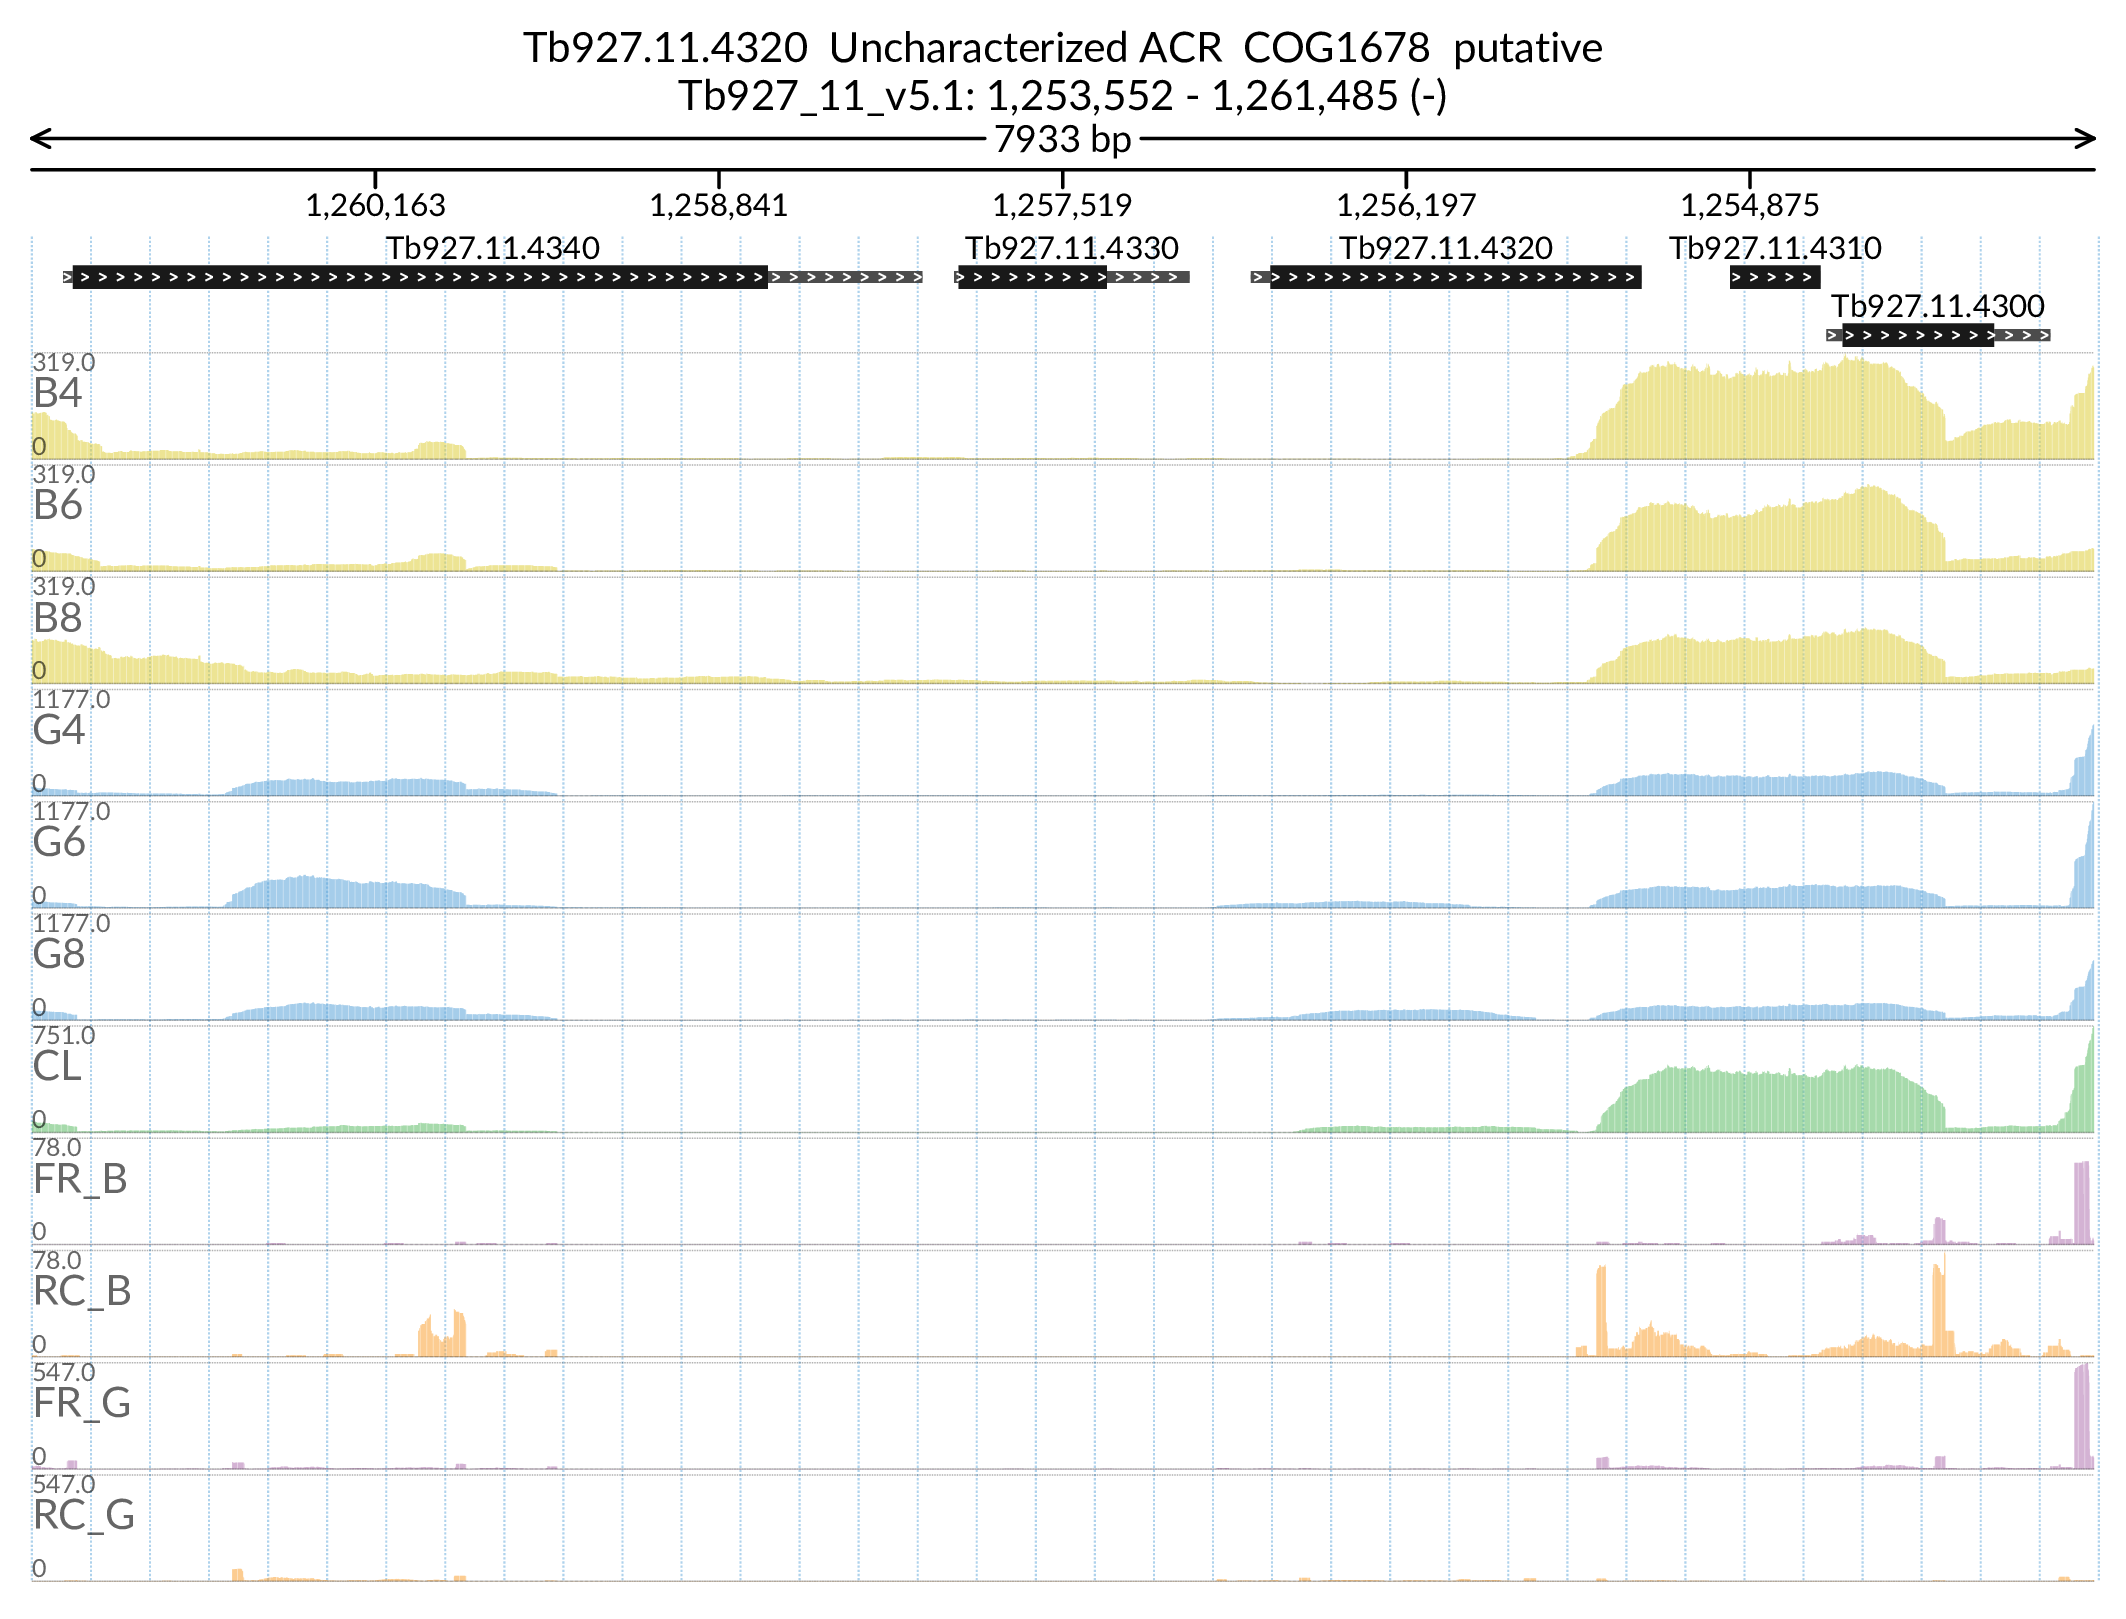 Tb927.11.4320  Uncharacterized ACR  COG1678  putative
Tb927_11_v5.1: 1,253,552 - 1,261,485 (-)
7933 bp
1,260,163 1,258,841 1,257,519 1,256,197 1,254,875
Tb927.11.4340 Tb927.11.4330 Tb927.11.4320 Tb927.11.4310
Tb927.11.4300
319.0
B4
0
319.0
B6
0
319.0
B8
0
1177.0
G4
0
1177.0
G6
0
1177.0
G8
0
751.0
CL
0
78.0
FR_B
0
78.0
RC_B
0
547.0
FR_G
0
547.0
RC_G
0